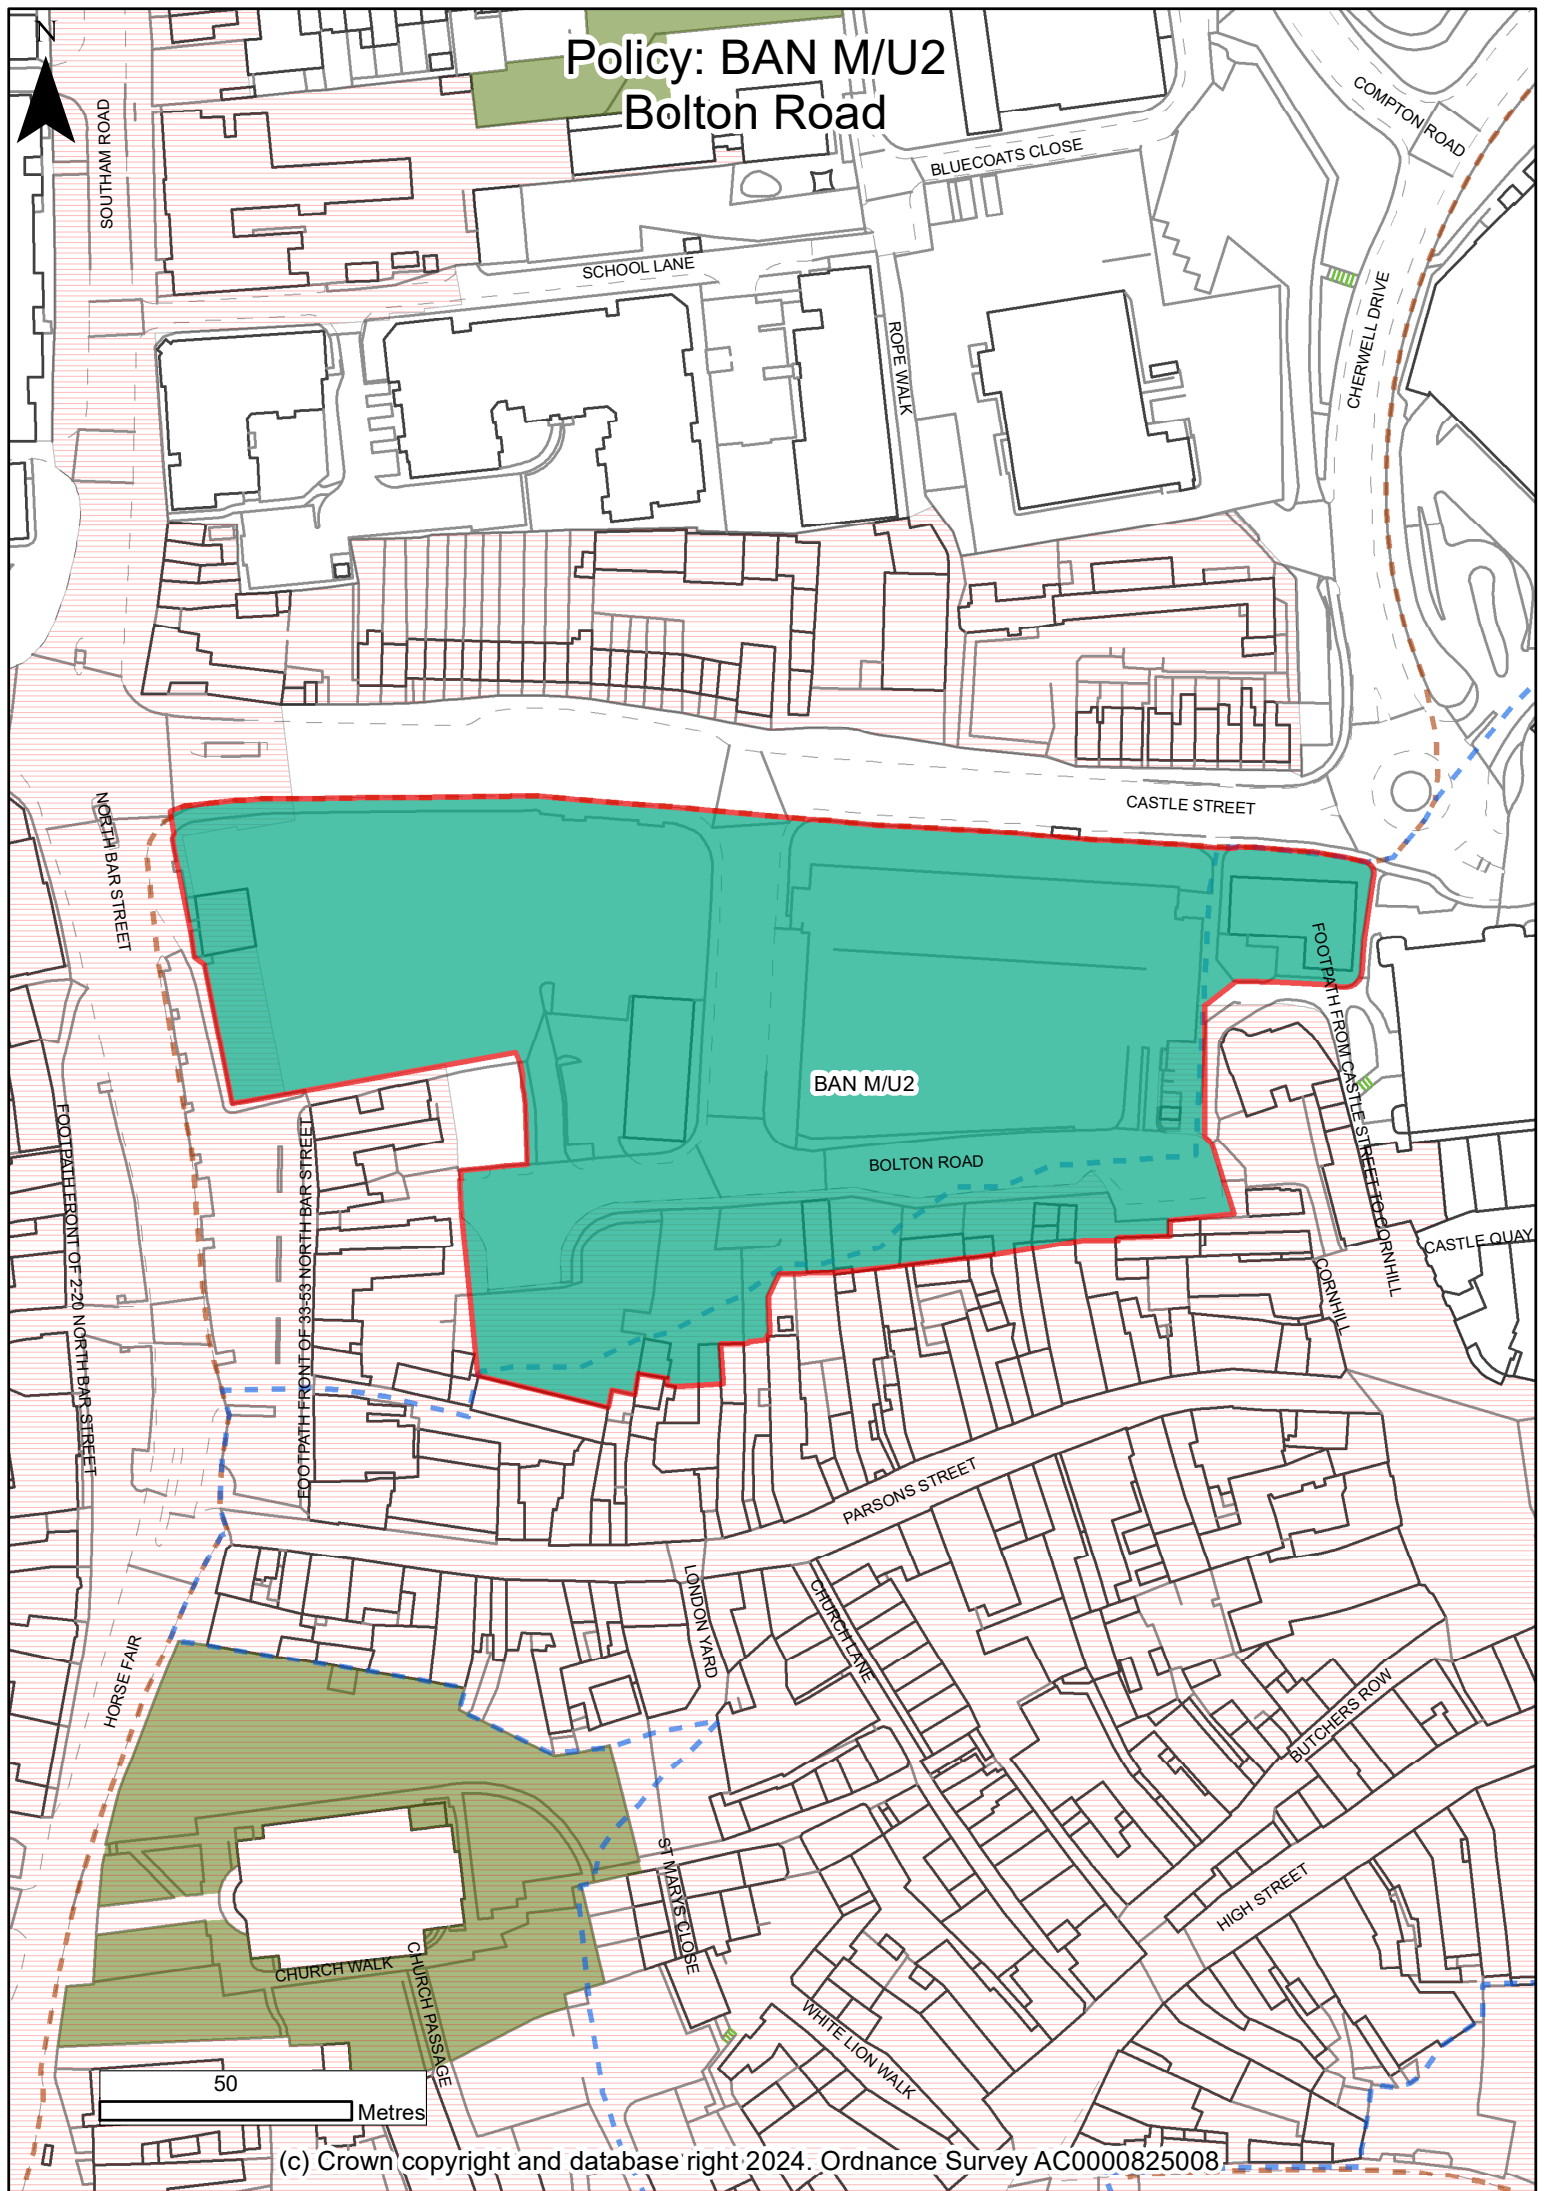 N
Policy: BAN M/U2
Bolton Road
SOUTHAM ROAD
COMPTON ROAD
BLUECOATS CLOSE
SCHOOL LANE
ROPE WALK
CHERWELL DRIVE
CASTLE STREET
NORTH BAR STREET
FOOTPATH FROM CASTLE STREET TO CORNHILL
BAN M/U2
BOLTON ROAD
FOOTPATH FRONT OF 2-20 NORTH BAR STREET
FOOTPATH FRONT OF 33-53 NORTH BAR STREET
CASTLE QUAY
CORNHILL
PARSONS STREET
LONDON YARD
CHURCH LANE
HORSE FAIR
BUTCHERS ROW
HIGH STREET
ST MARYS CLOSE
CHURCH WALK
CHURCH PASSAGE
WHITE LION WALK
50
Metres
(c) Crown copyright and database right 2024. Ordnance Survey AC0000825008